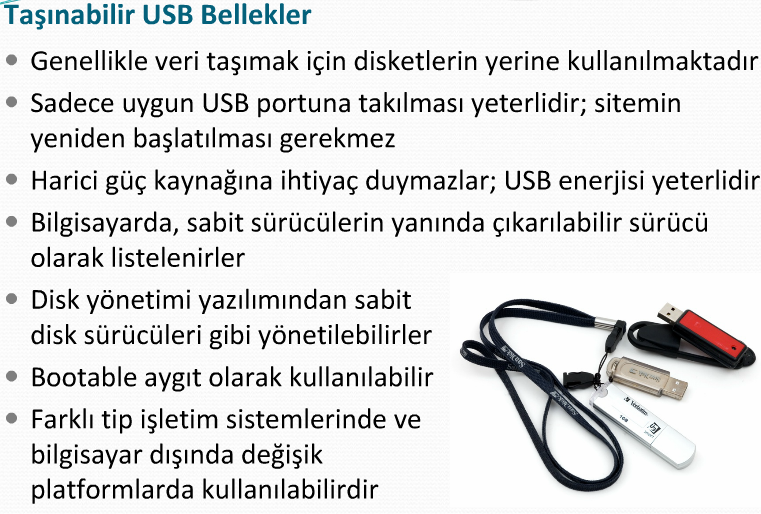 Taşınabilir USB Bellekler
• Genellikle veri taşımak için disketlerin yerine kullanılmaktadır
• Sadece uygun USB portuna takılması yeterlidir; sitemin
yeniden başlatılması gerekmez
• Harici güç kaynağına ihtiyaç duymazlar; USB enerjisi yeterlidir
• Bilgisayarda, sabit sürücülerin yanında çıkarılabilir sürücü
olarak listelenirler
• Disk yönetimi yazılımından sabit
disk sürücüleri gibi yönetilebilirler
• Bootable aygıt olarak kullanılabilir
• Farklı tip işletim sistemlerinde ve
bilgisayar dışında değişik
platformlarda kullanılabilirdir
SanDisk
Verbatim
1GB